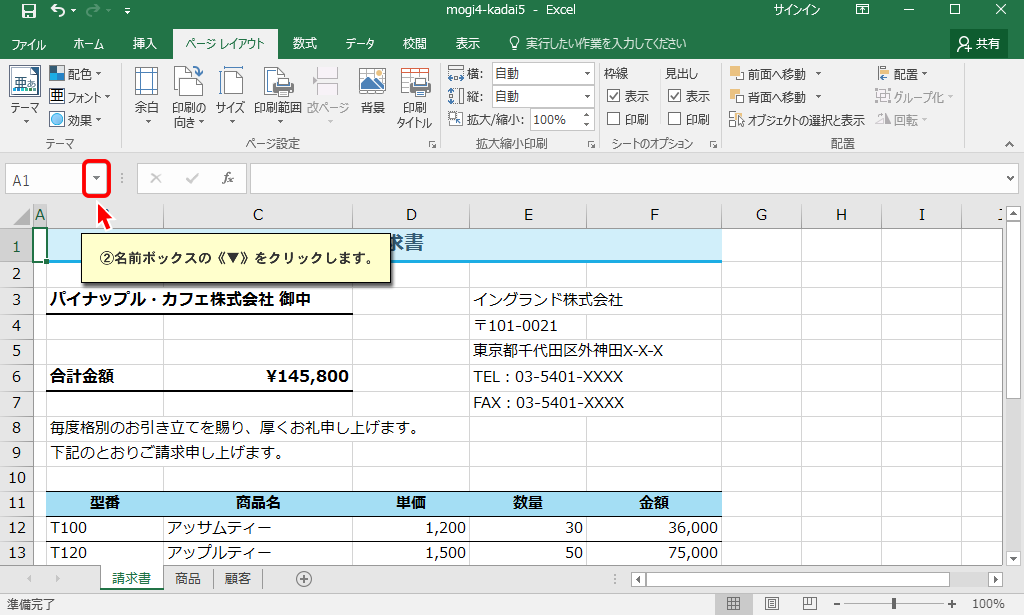 mogi4-kadai5 - Excel
サインイン
ファイル ホーム 挿入 ページ レイアウト 数式 データ 校閲 表示 実行したい作業を入力してください 共有
テーマ
配色
フォント
効果
テーマ
余白
印刷の
向き
サイズ
印刷範囲
改ページ
背景
印刷
タイトル
ページ設定
横: 自動
縦: 自動
拡大/縮小: 100%
拡大縮小印刷
枠線
表示
印刷
見出し
表示
印刷
シートのオプション
前面へ移動
背面へ移動
オブジェクトの選択と表示
配置
グループ化
回転
配置
A1
fx
A C D E F G H I
1 求書
②名前ボックスの《▼》をクリックします。
2
3 パイナップル・カフェ株式会社 御中 イングランド株式会社
4 〒101-0021
5 東京都千代田区外神田X-X-X
6 合計金額 ¥145,800 TEL：03-5401-XXXX
7 FAX：03-5401-XXXX
8 毎度格別のお引き立てを賜り、厚くお礼申し上げます。
9 下記のとおりご請求申し上げます。
10
11 型番 商品名 単価 数量 金額
12 T100 アッサムティー 1,200 30 36,000
13 T120 アップルティー 1,500 50 75,000
請求書 商品 顧客
準備完了
100%